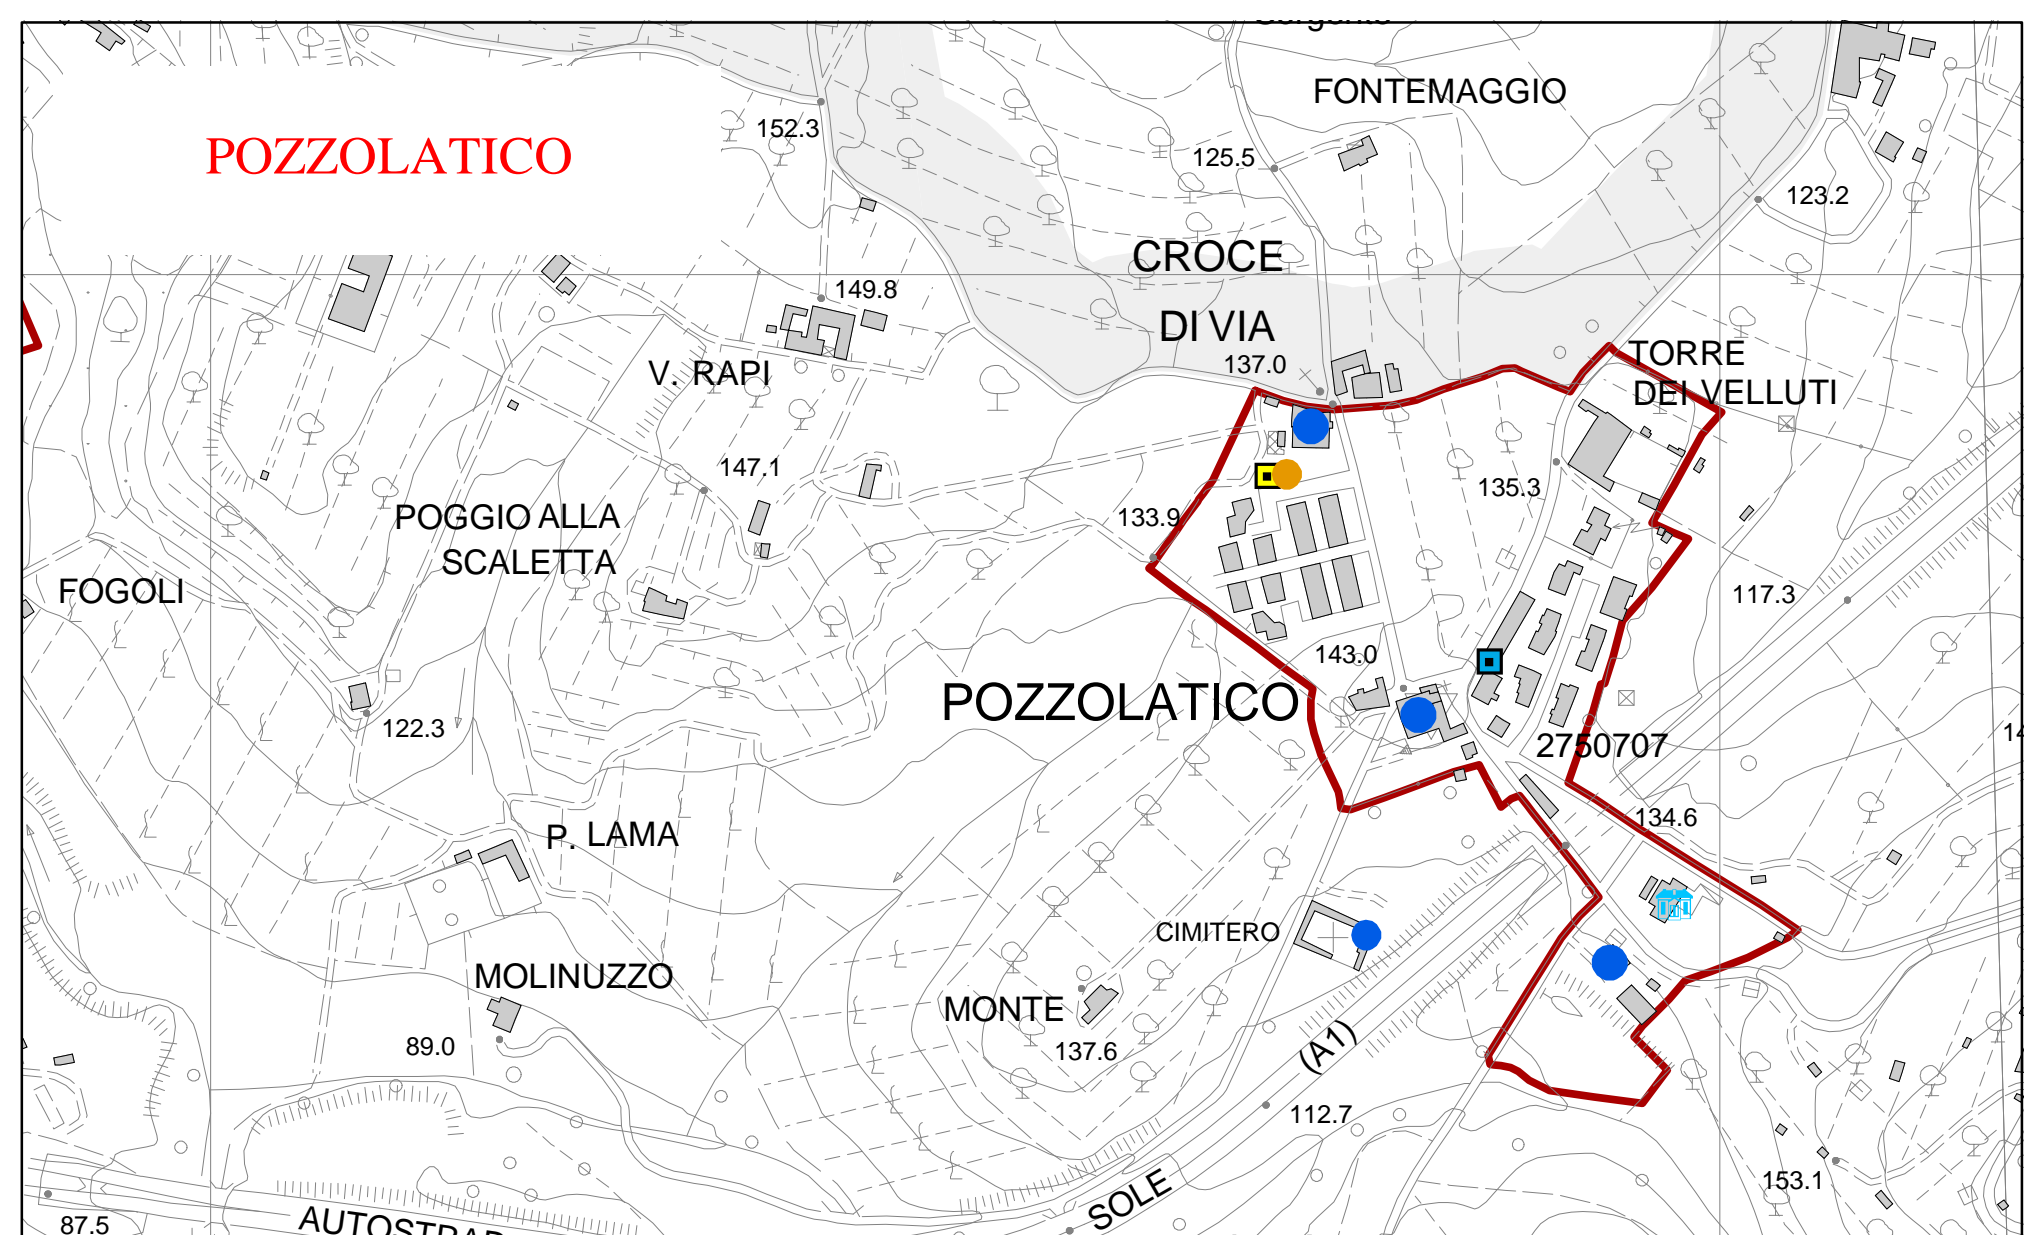 FONTEMAGGIO
152.3
POZZOLATICO
125.5
123.2
CROCE
149.8
DI VIA
TORRE
137.0
V. RAPI
DEI VELLUTI
147.1
135.3
POGGIO ALLA
133.9
SCALETTA
FOGOLI
117.3
143.0
POZZOLATICO
122.3
2750707
134.6
P. LAMA
CIMITERO
MOLINUZZO
MONTE
89.0
137.6
(A1)
112.7
153.1
SOLE
87.5